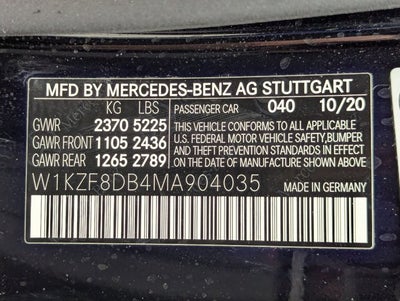 MFD BY MERCEDES-BENZ AG STUTTGART
KG LBS PASSENGER CAR 040 10/20
GVWR 2370 5225 THIS VEHICLE CONFORMS TO ALL APPLICABLE
GAWR FRONT 1105 2436 U.S. FEDERAL MOTOR VEHICLE SAFETY, BUMPER
GAWR REAR 1265 2789 AND THEFT PREVENTION STANDARDS IN EFFECT ON THE DATE OF MANUFACTURE SHOWN ABOVE.
W1KZF8DB4MA904035 MADE IN GERMANY